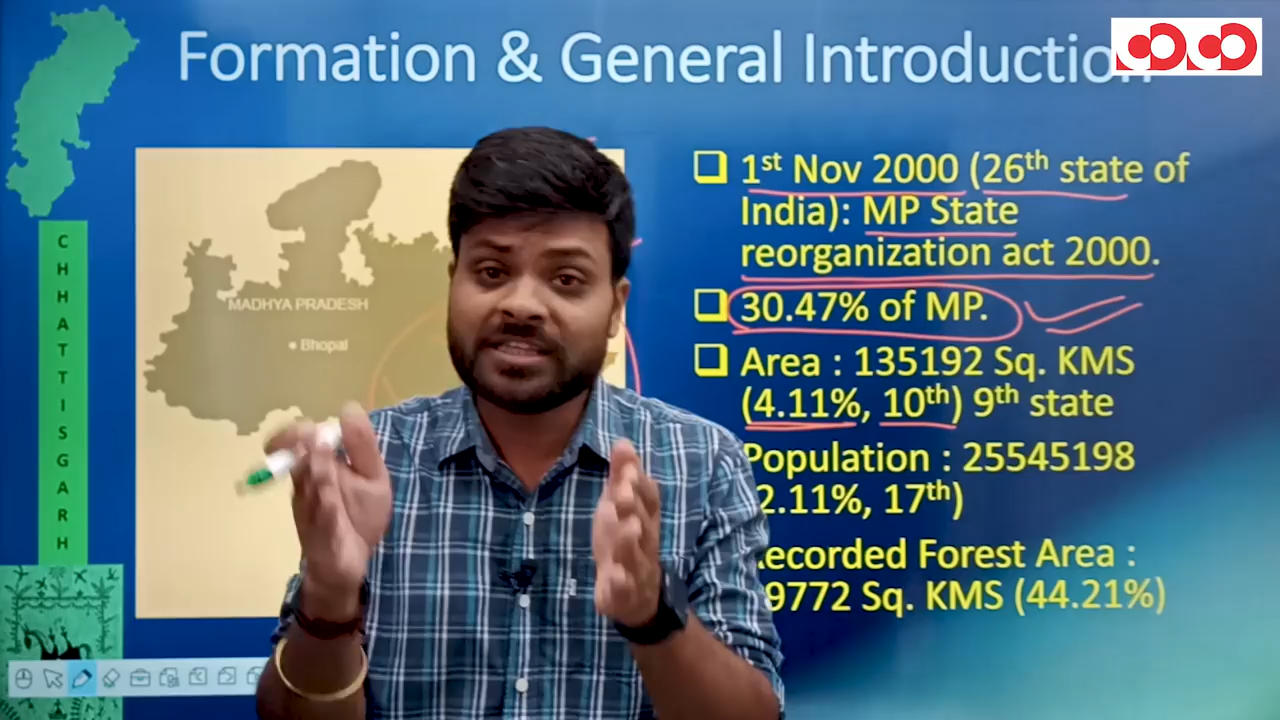 Formation & General Introduction
CHHATTISGARH
MADHYA PRADESH
Bhopal
1st Nov 2000 (26th state of
India): MP State
reorganization act 2000.
30.47% of MP.
Area : 135192 Sq. KMS
(4.11%, 10th) 9th state
Population : 25545198
2.11%, 17th)
Recorded Forest Area :
9772 Sq. KMS (44.21%)